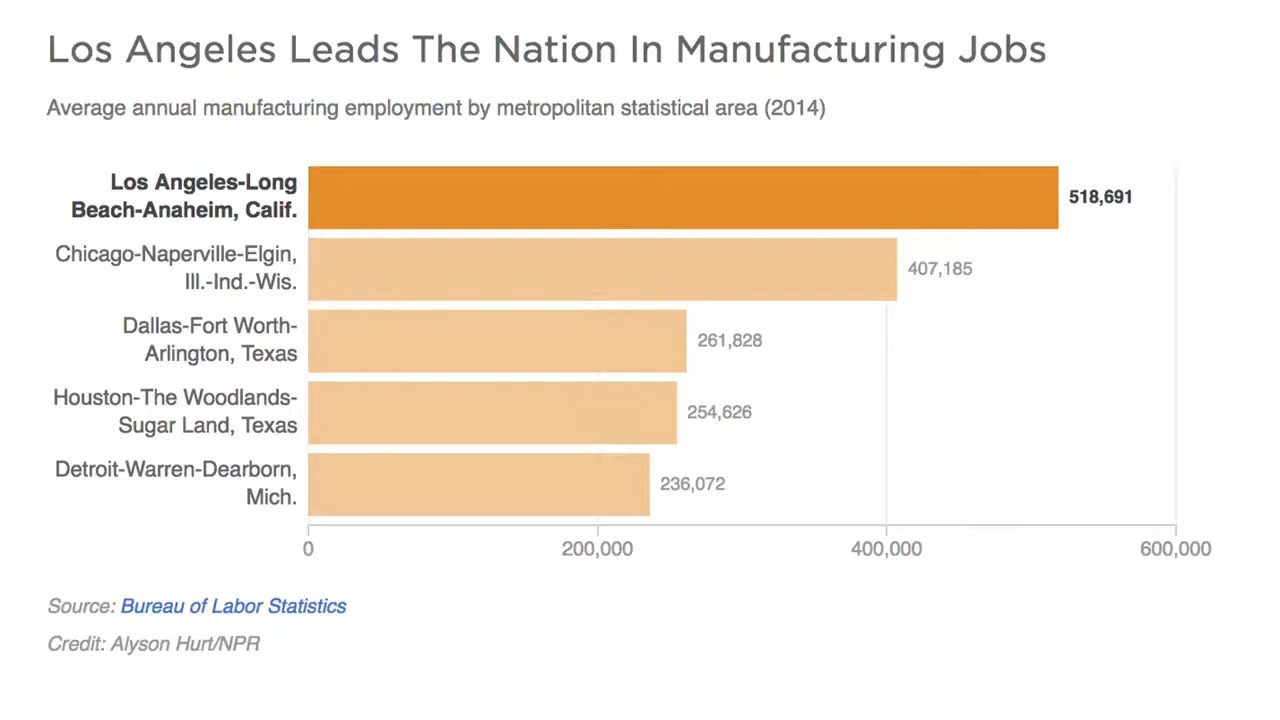 Los Angeles Leads The Nation In Manufacturing Jobs
Average annual manufacturing employment by metropolitan statistical area (2014)
Los Angeles-Long
Beach-Anaheim, Calif.
518,691
Chicago-Naperville-Elgin,
Ill.-Ind.-Wis.
407,185
Dallas-Fort Worth-
Arlington, Texas
261,828
Houston-The Woodlands-
Sugar Land, Texas
254,626
Detroit-Warren-Dearborn,
Mich.
236,072
0 200,000 400,000 600,000
Source: Bureau of Labor Statistics
Credit: Alyson Hurt/NPR